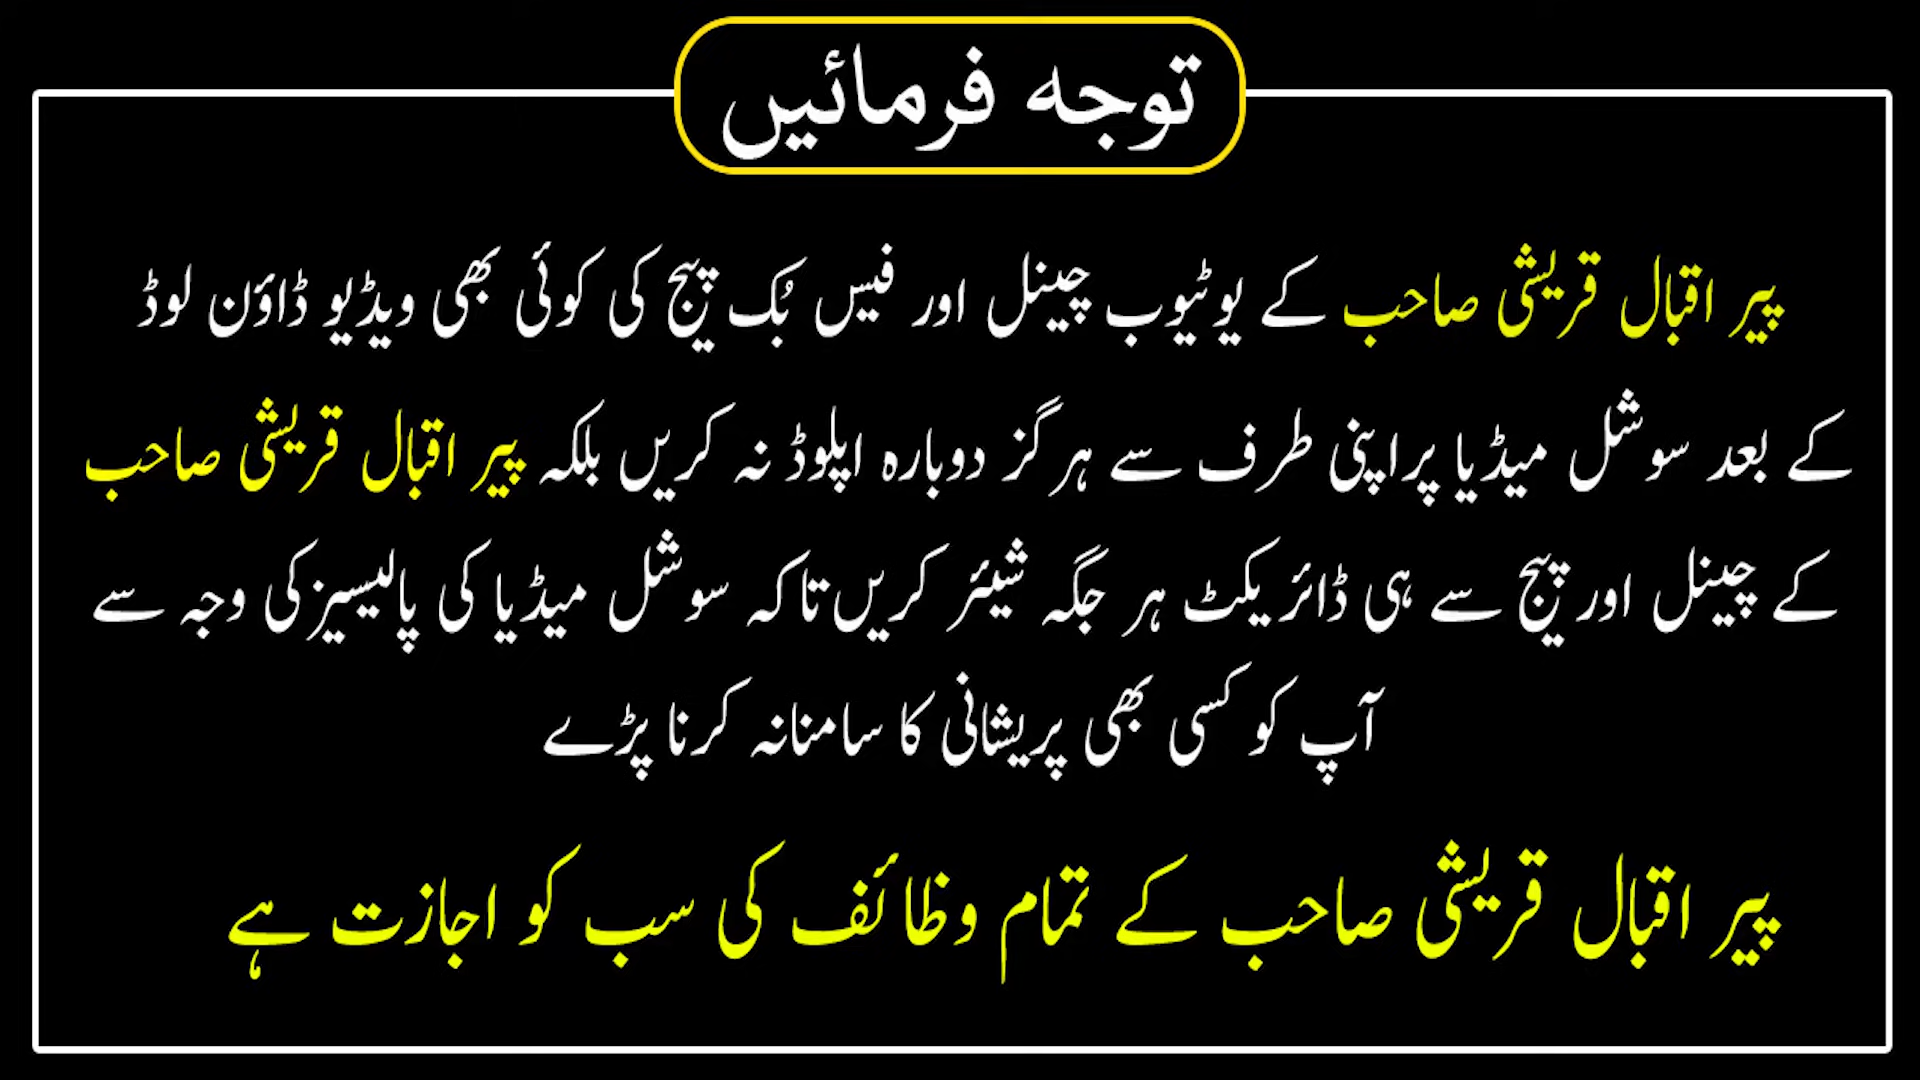 توجہ فرمائیں
پیر اقبال قریشی صاحب کے یوٹیوب چینل اور فیس بُک پیج کی کوئی بھی ویڈیو ڈاؤن لوڈ
کے بعد سوشل میڈیا پر اپنی طرف سے ہرگز دوبارہ اپلوڈ نہ کریں بلکہ پیر اقبال قریشی صاحب
کے چینل اور پیج سے ہی ڈائریکٹ ہر جگہ شیئر کریں تاکہ سوشل میڈیا کی پالیسیز کی وجہ سے
آپ کو کسی بھی پریشانی کا سامنا نہ کرنا پڑے
پیر اقبال قریشی صاحب کے تمام وظائف کی سب کو اجازت ہے